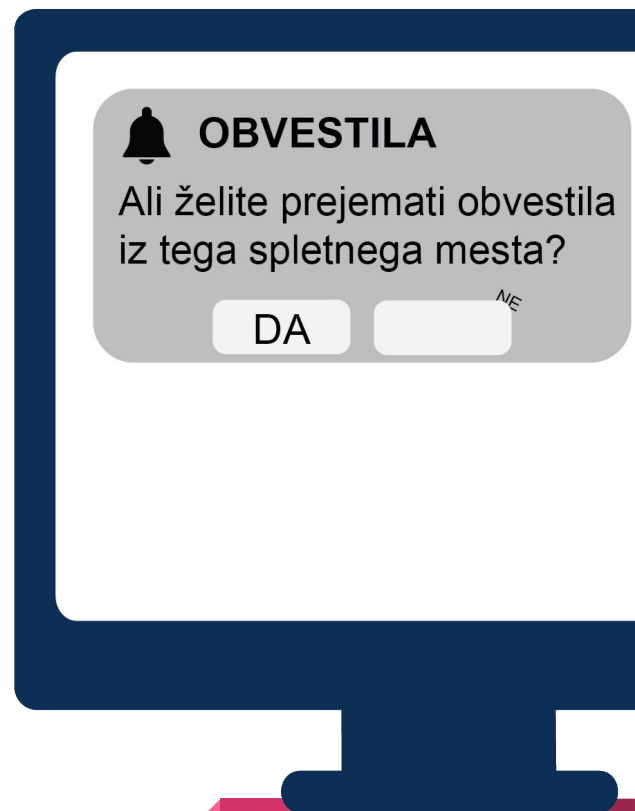 OBVESTILA
Ali želite prejemati obvestila
iz tega spletnega mesta?
DA
NE